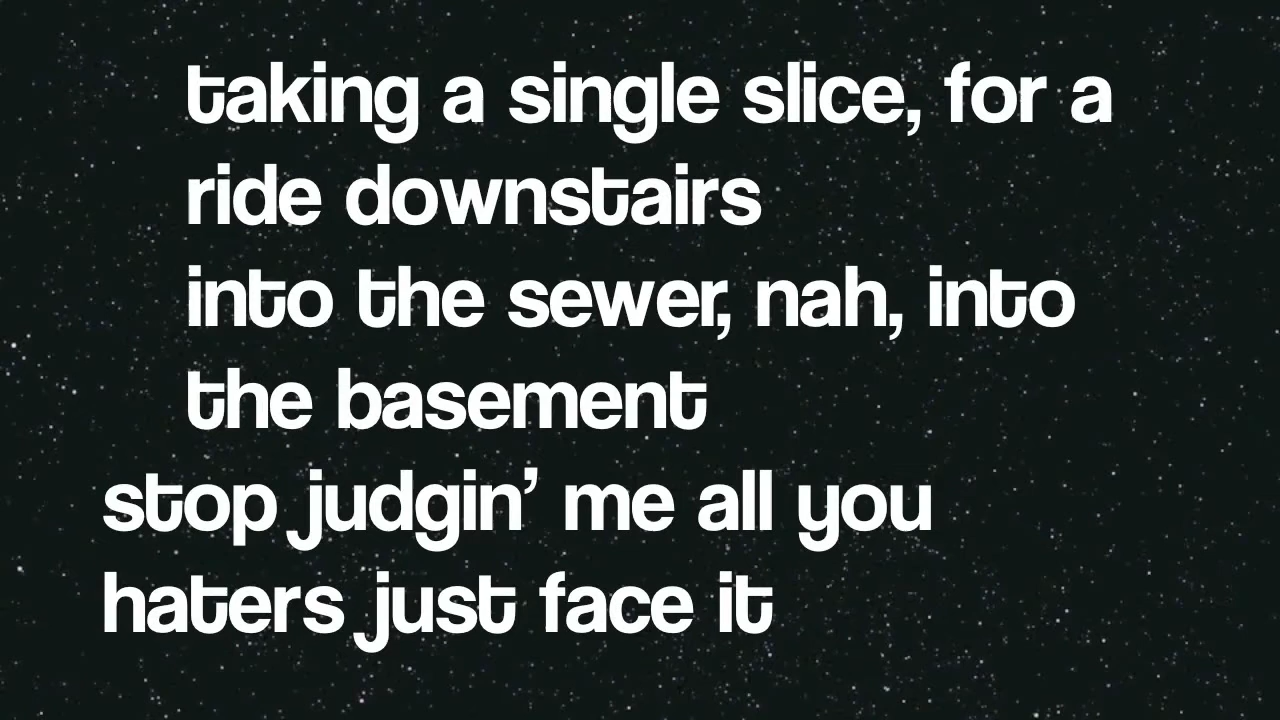 taking a single slice, for a
ride downstairs
into the sewer, nah, into
the basement
stop judgin’ me all you
haters just face it